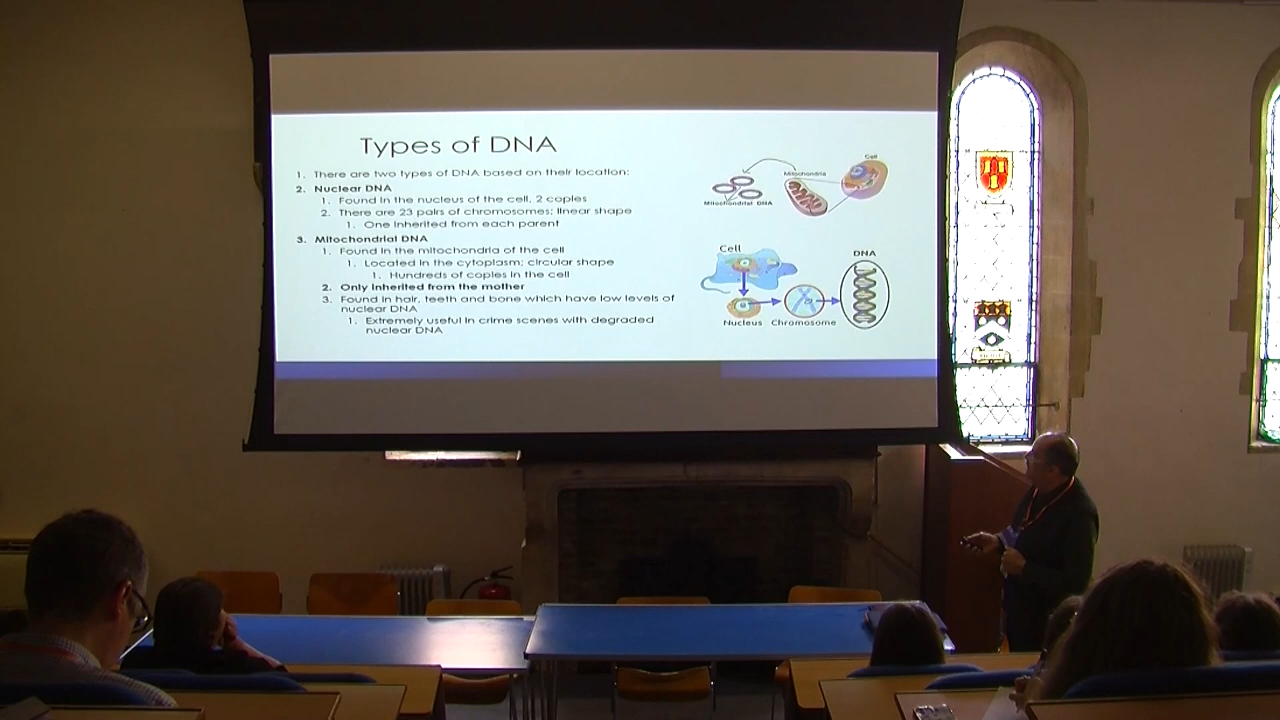 Types of DNA
1. There are two types of DNA based on their location:
2. Nuclear DNA
1. Found in the nucleus of the cell, 2 copies
2. There are 23 pairs of chromosomes; linear shape
1. One inherited from each parent
3. Mitochondrial DNA
1. Found in the mitochondria of the cell
1. Located in the cytoplasm; circular shape
1. Hundreds of copies in the cell
2. Only inherited from the mother
3. Found in hair, teeth and bone which have low levels of
nuclear DNA
1. Extremely useful in crime scenes with degraded
nuclear DNA
Cell
Mitochondria
Mitochondrial DNA
Cell
DNA
Nucleus
Chromosome